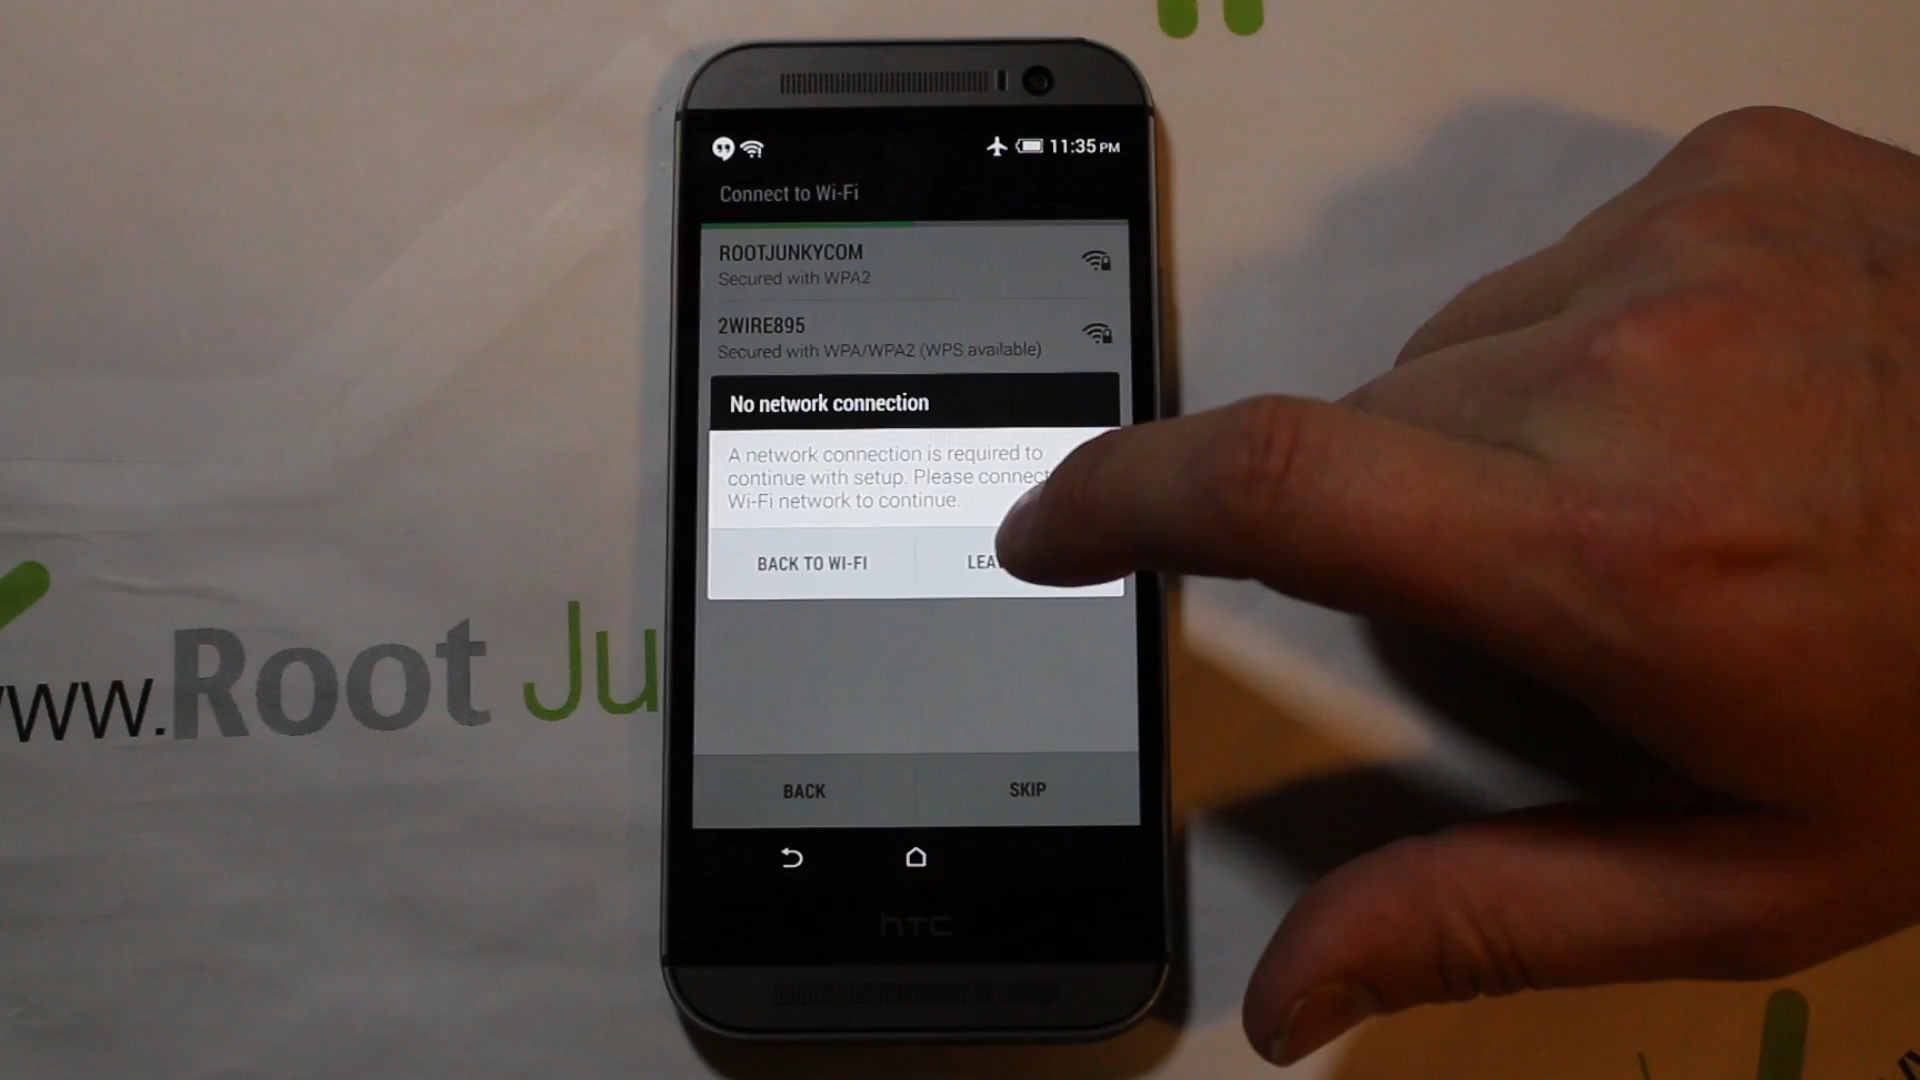 11:35 PM
Connect to Wi-Fi
ROOTJUNKYCOM
Secured with WPA2
2WIRE895
Secured with WPA/WPA2 (WPS available)
No network connection
A network connection is required to
continue with setup. Please connect
Wi-Fi network to continue.
BACK TO WI-FI
BACK SKIP
hTC
www.Root Ju